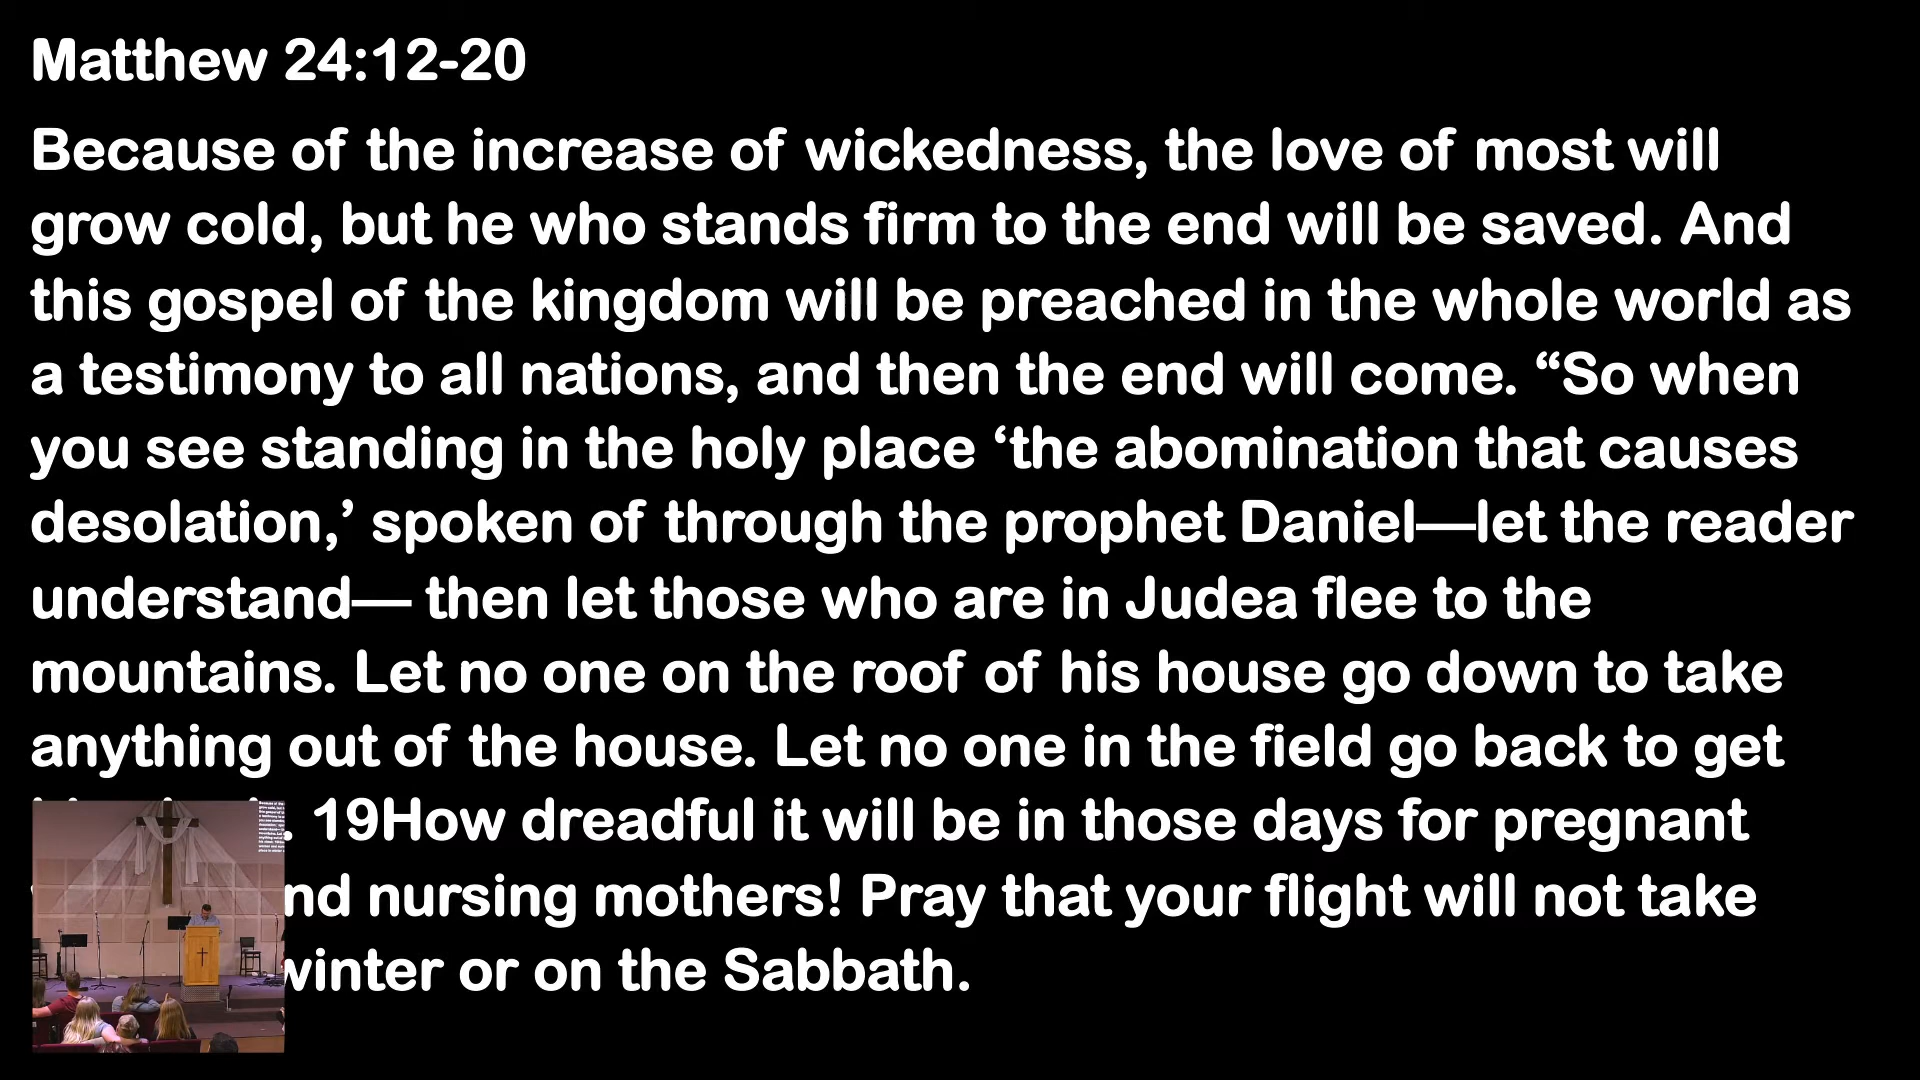 Matthew 24:12-20
Because of the increase of wickedness, the love of most will
grow cold, but he who stands firm to the end will be saved. And
this gospel of the kingdom will be preached in the whole world as
a testimony to all nations, and then the end will come. “So when
you see standing in the holy place ‘the abomination that causes
desolation,’ spoken of through the prophet Daniel—let the reader
understand— then let those who are in Judea flee to the
mountains. Let no one on the roof of his house go down to take
anything out of the house. Let no one in the field go back to get
. 19How dreadful it will be in those days for pregnant
nd nursing mothers! Pray that your flight will not take
winter or on the Sabbath.